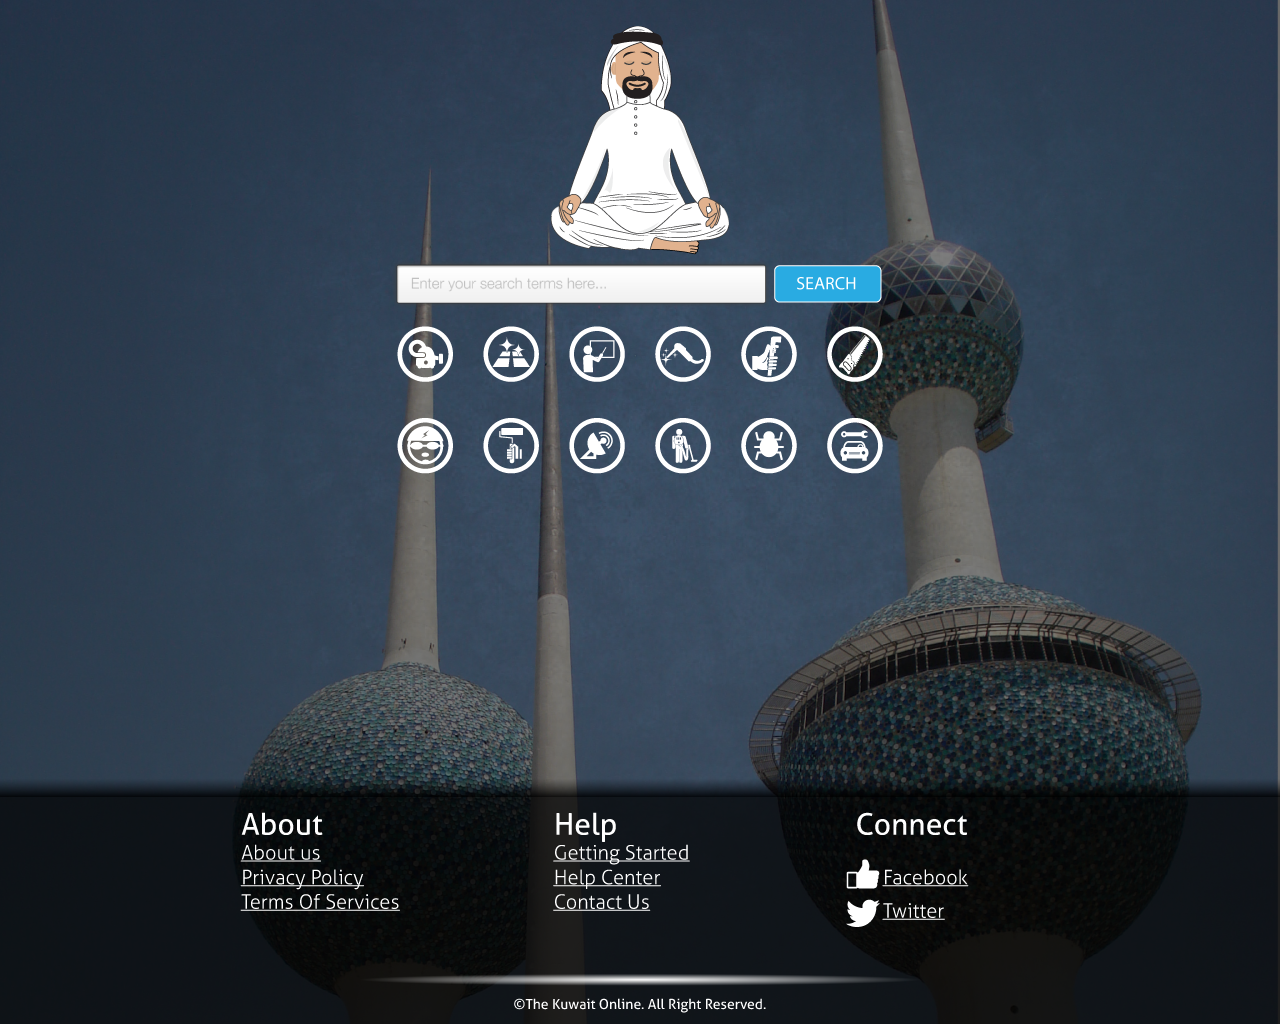 Enter your search terms here...
SEARCH
About
About us
Privacy Policy
Terms Of Services
Help
Getting Started
Help Center
Contact Us
Connect
Facebook
Twitter
©The Kuwait Online. All Right Reserved.